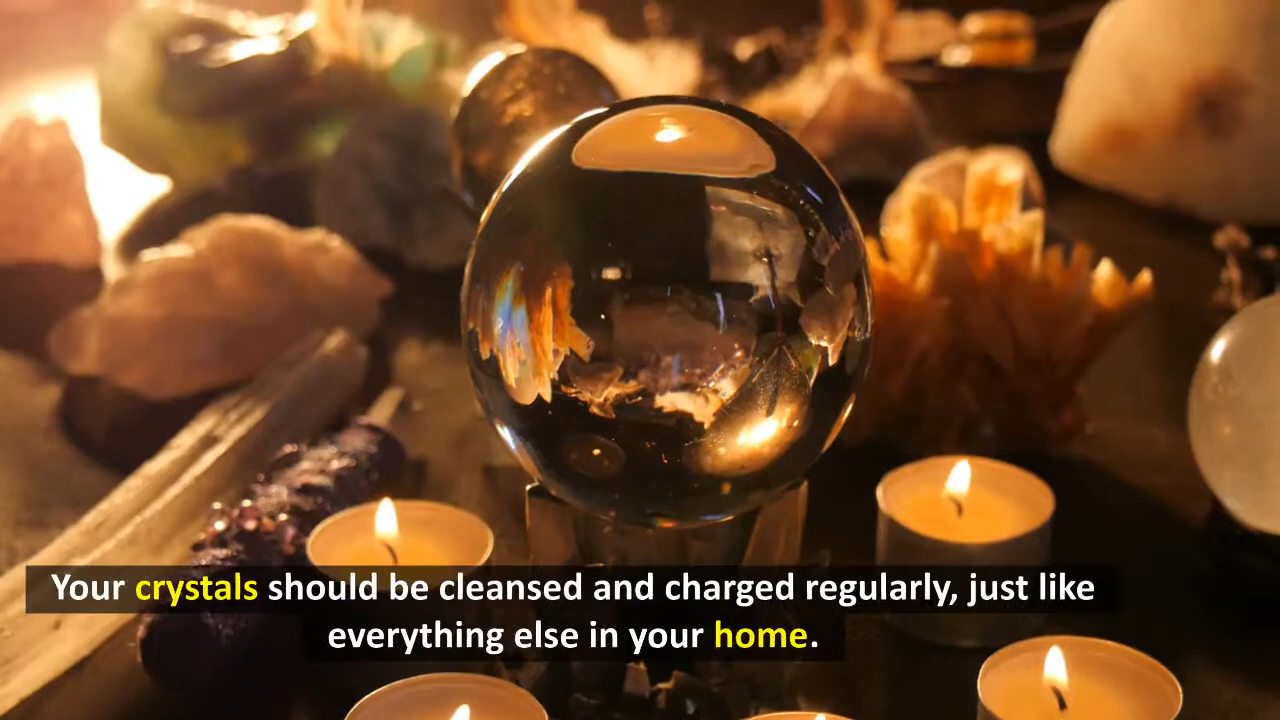 Your crystals should be cleansed and charged regularly, just like
everything else in your home.